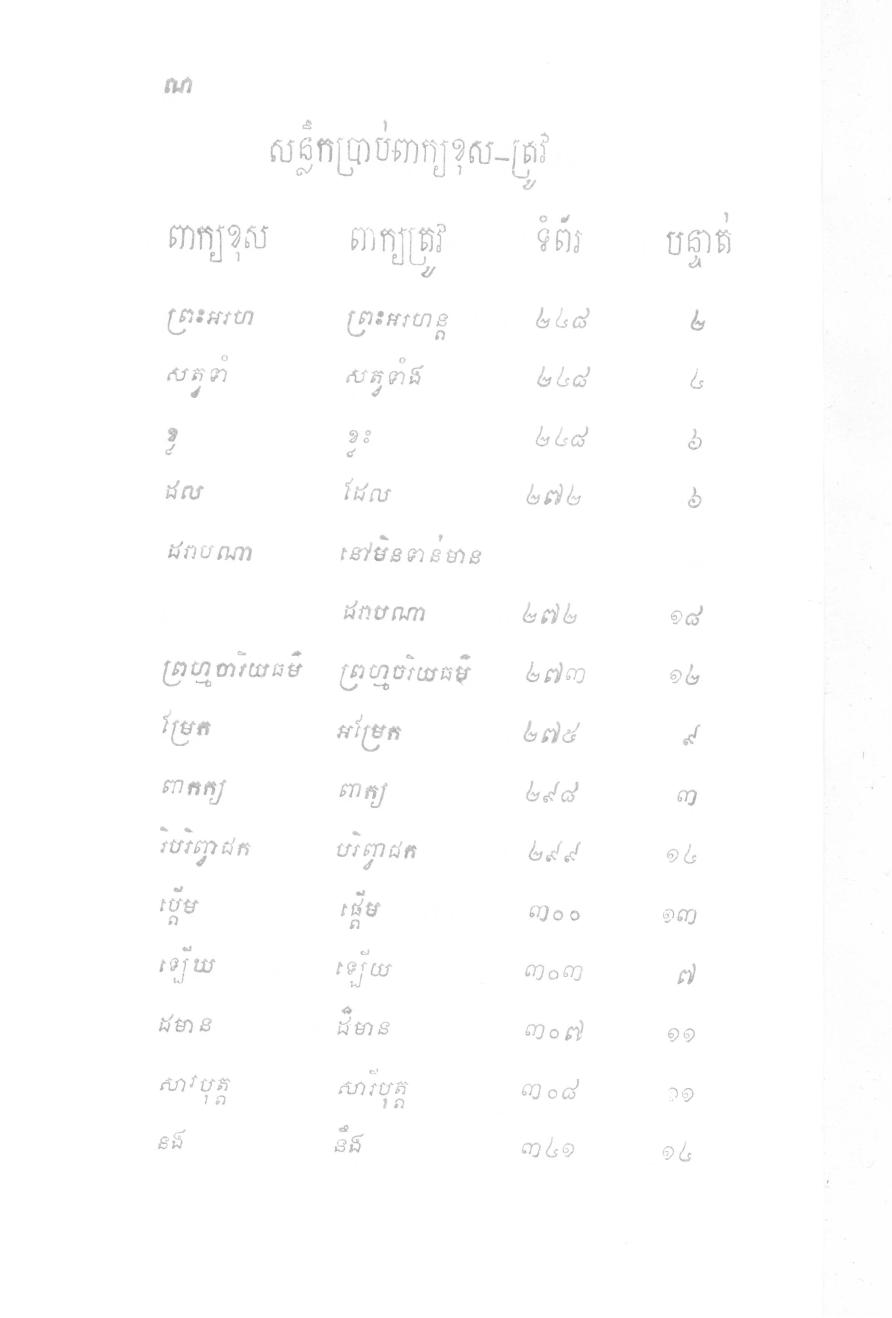 ណ
សន្លឹកប្រាប់ពាក្យខុស-ត្រូវ
ពាក្យខុស ពាក្យត្រូវ ទំព័រ បន្ទាត់
ព្រះអរហ ព្រះអរហន្ត ២៤៨ ២
សត្វទាំ សត្វទាំង ២៤៨ ៤
ខ្វ ខ្វះ ២៤៨ ៦
ដល ដែល ២៧២ ៦
ដរាបណា នៅមិនទាន់មាន
ដរាបណា ២៧២ ១៨
ព្រហ្មចារិយធម៌ ព្រហ្មចរិយធម៌ ២៧៣ ១២
ម្រែត អម្រែត ២៧៥ ៩
ពាកក្យ ពាក្យ ២៩៨ ៣
រិបរិញ្វាជក បរិញ្វាជក ២៩៩ ១៤
ប្តើម ផ្តើម ៣០០ ១៣
ឡើយ ឡើយ ៣០៣ ៧
ដមាន ដ៏មាន ៣០៧ ១១
សារបុត្ត សារីបុត្ត ៣០៨ ១១
នង នឹង ៣៤១ ១៤